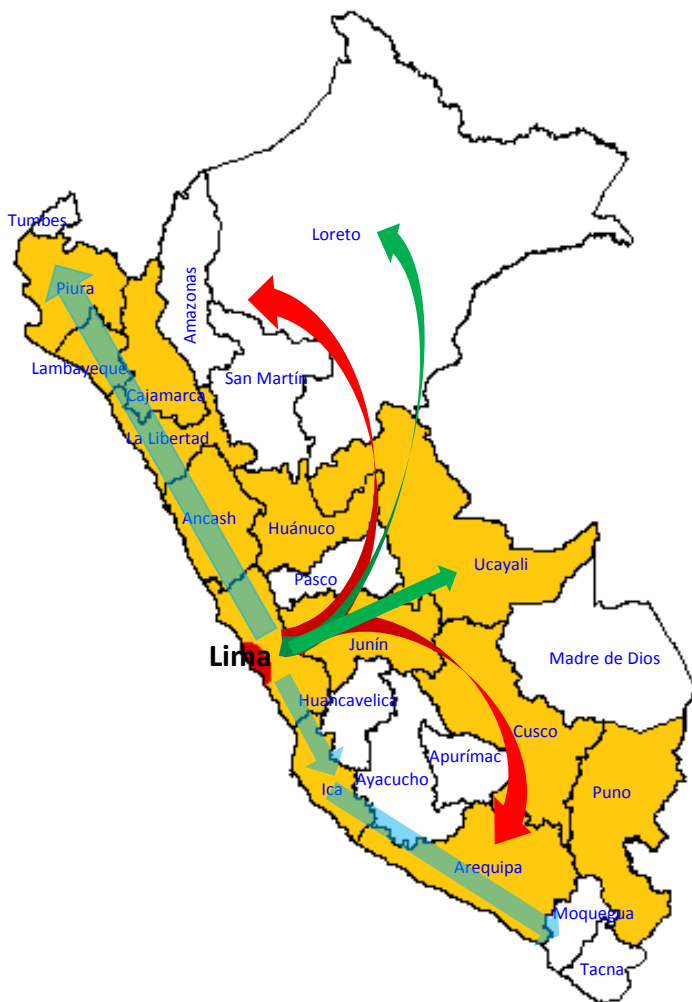 Tumbes
Loreto
Piura
Amazonas
Lambayeque
San Martín
Cajamarca
La Libertad
Ancash
Huánuco
Pasco
Ucayali
Lima
Junín
Madre de Dios
Huancavelica
Cusco
Apurímac
Ayacucho
Ica
Puno
Arequipa
Moquegua
Tacna